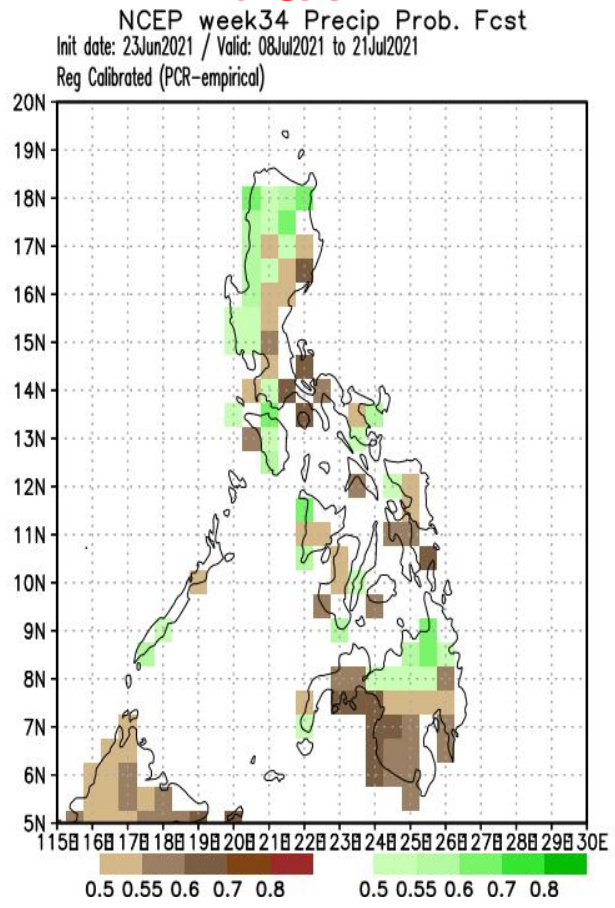 NCEP week34 Precip Prob. Fcst
Init date: 23Jun2021 / Valid: 08Jul2021 to 21Jul2021
Reg Calibrated (PCR-empirical)
20N
19N
18N
17N
16N
15N
14N
13N
12N
11N
10N
9N
8N
7N
6N
5N
115E 116E 117E 118E 119E 120E 121E 122E 123E 124E 125E 126E 127E 128E 129E 130E
0.5 0.55 0.6 0.7 0.8 0.5 0.55 0.6 0.7 0.8